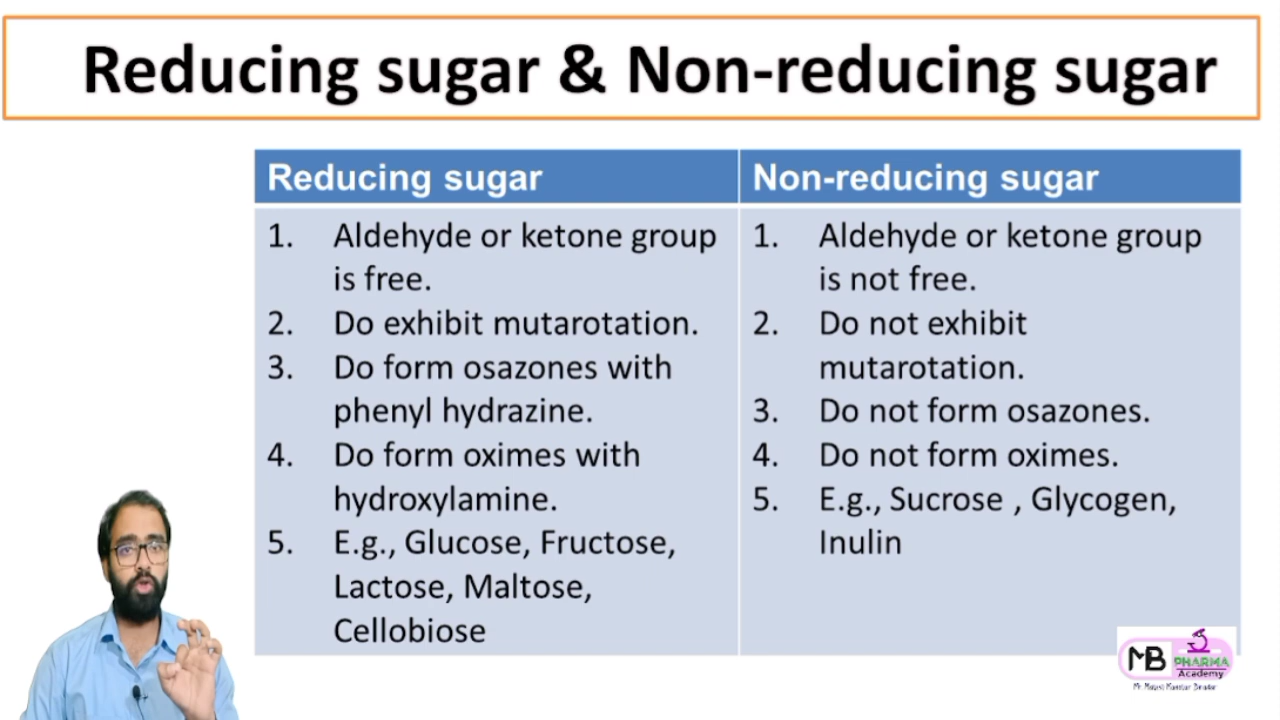 Reducing sugar & Non-reducing sugar
Reducing sugar
1. Aldehyde or ketone group
is free.
2. Do exhibit mutarotation.
3. Do form osazones with
phenyl hydrazine.
4. Do form oximes with
hydroxylamine.
5. E.g., Glucose, Fructose,
Lactose, Maltose,
Cellobiose
Non-reducing sugar
1. Aldehyde or ketone group
is not free.
2. Do not exhibit
mutarotation.
3. Do not form osazones.
4. Do not form oximes.
5. E.g., Sucrose , Glycogen,
Inulin
MB PHARMA
Academy